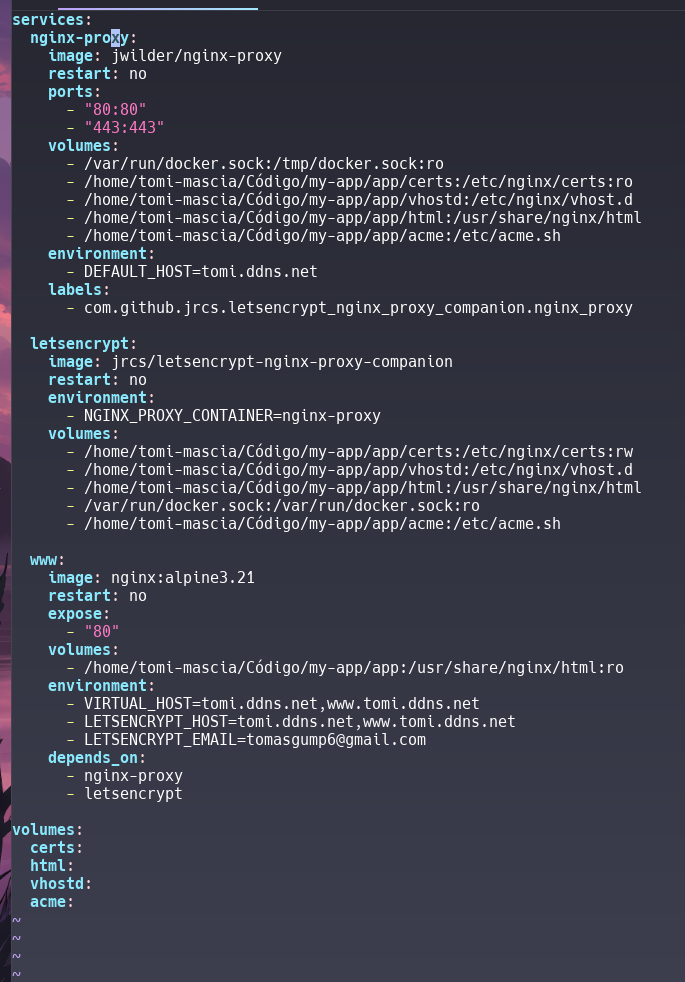 services:
  nginx-proxy:
    image: jwilder/nginx-proxy
    restart: no
    ports:
      - "80:80"
      - "443:443"
    volumes:
      - /var/run/docker.sock:/tmp/docker.sock:ro
      - /home/tomi-mascia/Código/my-app/app/certs:/etc/nginx/certs:ro
      - /home/tomi-mascia/Código/my-app/app/vhostd:/etc/nginx/vhost.d
      - /home/tomi-mascia/Código/my-app/app/html:/usr/share/nginx/html
      - /home/tomi-mascia/Código/my-app/app/acme:/etc/acme.sh
    environment:
      - DEFAULT_HOST=tomi.ddns.net
    labels:
      - com.github.jrcs.letsencrypt_nginx_proxy_companion.nginx_proxy

  letsencrypt:
    image: jrcs/letsencrypt-nginx-proxy-companion
    restart: no
    environment:
      - NGINX_PROXY_CONTAINER=nginx-proxy
    volumes:
      - /home/tomi-mascia/Código/my-app/app/certs:/etc/nginx/certs:rw
      - /home/tomi-mascia/Código/my-app/app/vhostd:/etc/nginx/vhost.d
      - /home/tomi-mascia/Código/my-app/app/html:/usr/share/nginx/html
      - /var/run/docker.sock:/var/run/docker.sock:ro
      - /home/tomi-mascia/Código/my-app/app/acme:/etc/acme.sh

  www:
    image: nginx:alpine3.21
    restart: no
    expose:
      - "80"
    volumes:
      - /home/tomi-mascia/Código/my-app/app:/usr/share/nginx/html:ro
    environment:
      - VIRTUAL_HOST=tomi.ddns.net,www.tomi.ddns.net
      - LETSENCRYPT_HOST=tomi.ddns.net,www.tomi.ddns.net
      - LETSENCRYPT_EMAIL=tomasgump6@gmail.com
    depends_on:
      - nginx-proxy
      - letsencrypt

volumes:
  certs:
  html:
  vhostd:
  acme:
~
~
~
~